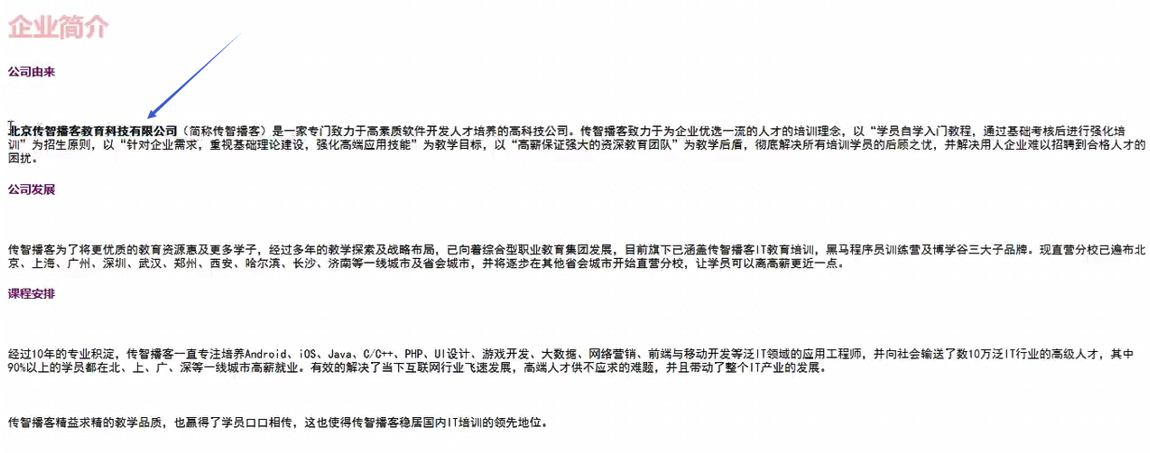 企业简介
公司由来
北京传智播客教育科技有限公司（简称传智播客）是一家专门致力于高素质软件开发人才培养的高科技公司。传智播客致力于为企业优选一流的人才的培训理念，以“学员自学入门教程，通过基础考核后进行强化培
训”为招生原则，以“针对企业需求，重视基础理论建设，强化高端应用技能”为教学目标，以“高薪保证强大的资深教育团队”为教学后盾，彻底解决所有培训学员的后顾之忧，并解决用人企业难以招聘到合格人才的
困扰。
公司发展
传智播客为了将更优质的教育资源惠及更多学子，经过多年的教学探索及战略布局，已向着综合型职业教育集团发展，目前旗下已涵盖传智播客IT教育培训，黑马程序员训练营及博学谷三大子品牌。现直营分校已遍布北
京、上海、广州、深圳、武汉、郑州、西安、哈尔滨、长沙、济南等一线城市及省会城市，并将逐步在其他省会城市开始直营分校，让学员可以离高薪更近一点。
课程安排
经过10年的专业积淀，传智播客一直专注培养Android、iOS、Java、C/C++、PHP、UI设计、游戏开发、大数据、网络营销、前端与移动开发等泛IT领域的应用工程师，并向社会输送了数10万泛IT行业的高级人才，其中
90%以上的学员都在北、上、广、深等一线城市高薪就业。有效的解决了当下互联网行业飞速发展，高端人才供不应求的难题，并且带动了整个IT产业的发展。
传智播客精益求精的教学品质，也赢得了学员口口相传，这也使得传智播客稳居国内IT培训的领先地位。